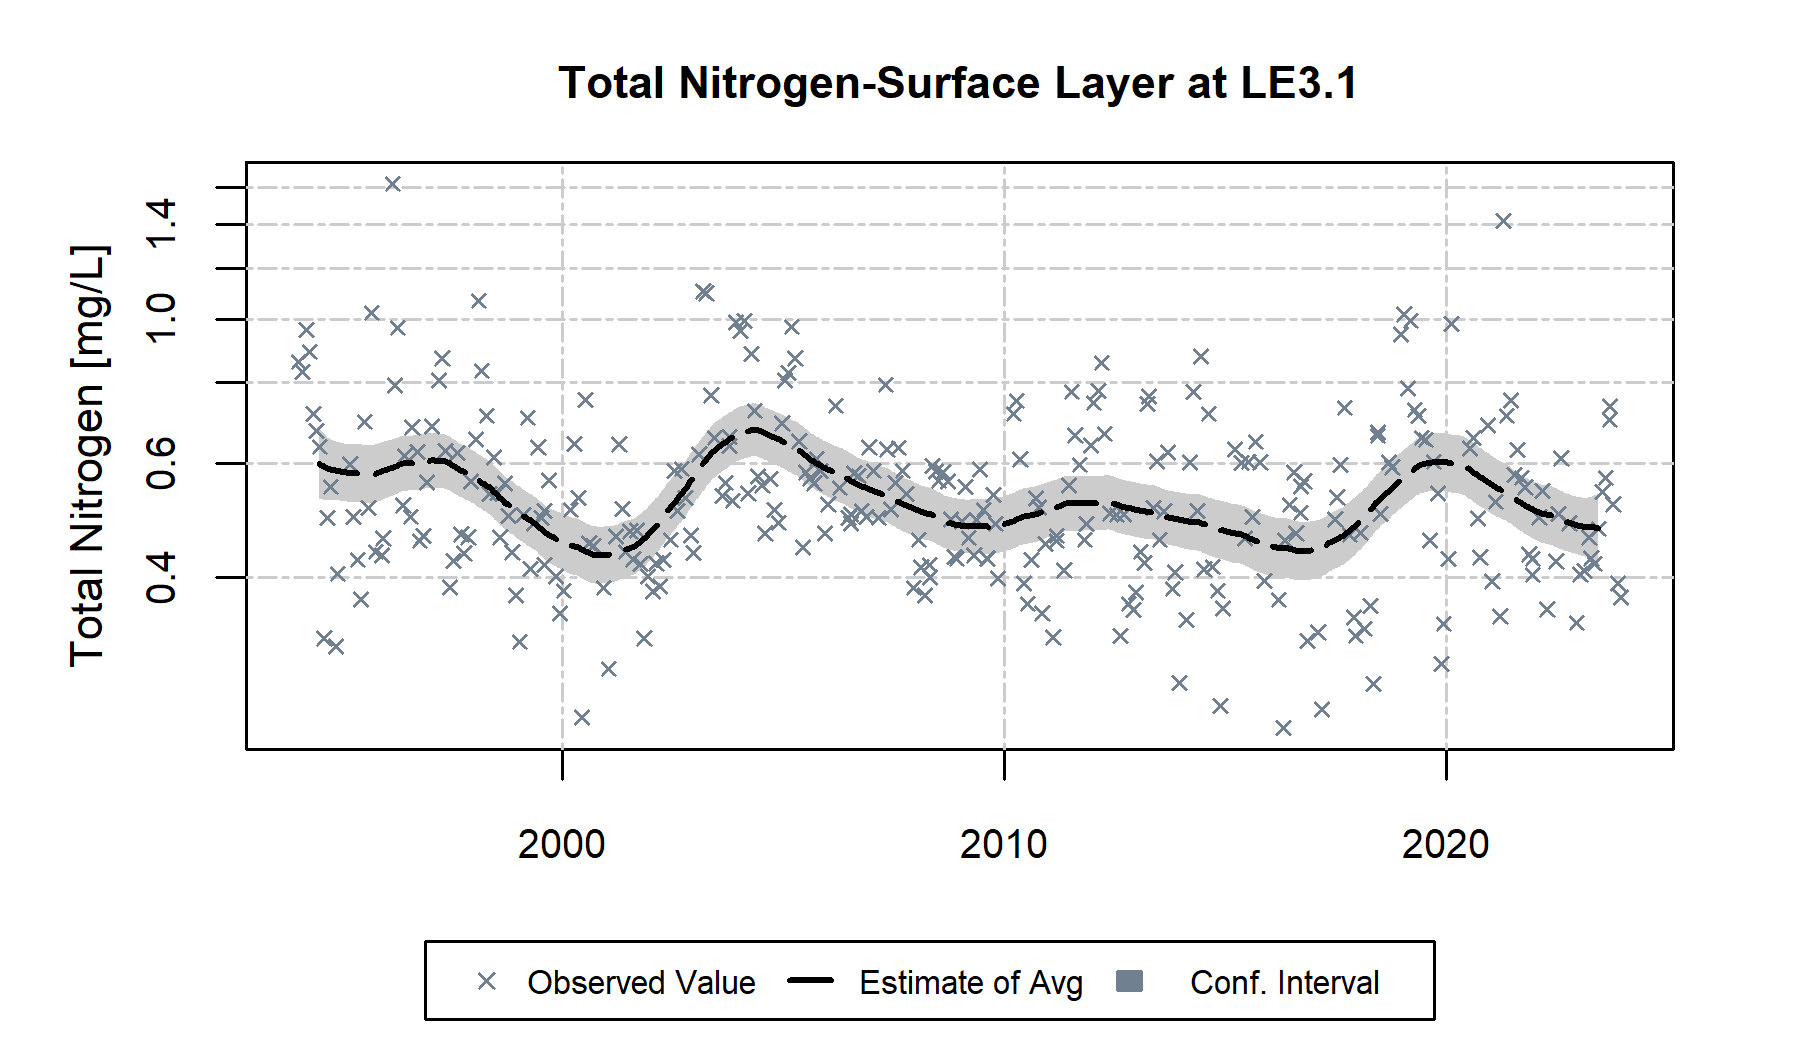 Total Nitrogen-Surface Layer at LE3.1
Total Nitrogen [mg/L]
1.4
1.0
0.6
0.4
2000 2010 2020
Observed Value Estimate of Avg Conf. Interval